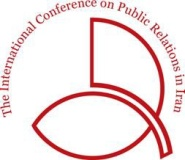 The International Conference on Public Relations in Iran